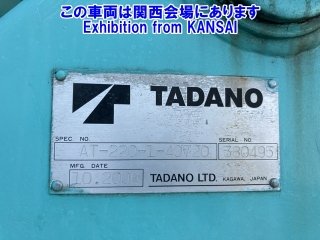 この車両は関西会場にあります
Exhibition from KANSAI
TADANO
SPEC. NO.
SERIAL NO
MFG. DATE
TADANO LTD. KAGAWA, JAPAN